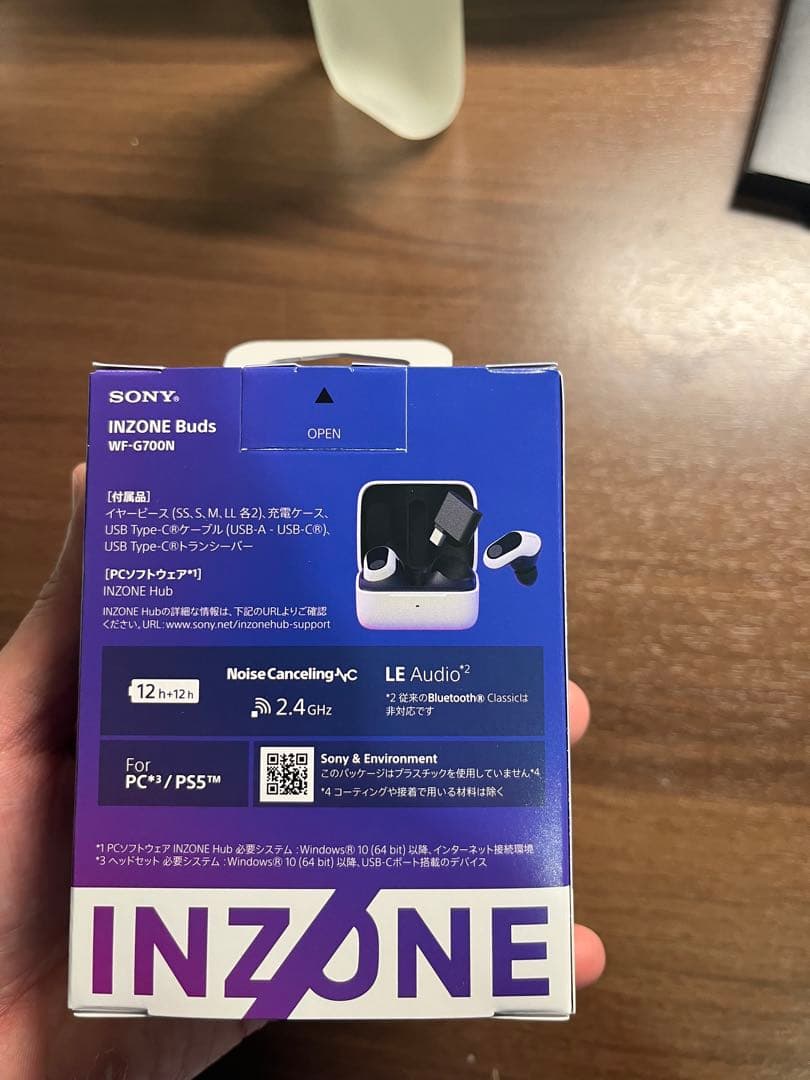 SONY®
INZONE Buds
WF-G700N
▲
OPEN
[付属品]
イヤーピース (SS、S、M、LL 各2)、充電ケース、
USB Type-C®ケーブル (USB-A - USB-C®)、
USB Type-C®トランシーバー
[PCソフトウェア*1]
INZONE Hub
INZONE Hubの詳細な情報は、下記のURLよりご確認
ください。URL:www.sony.net/inzonehub-support
12 h+12 h
Noise Canceling NC
2.4 GHz
LE Audio*2
*2 従来のBluetooth® Classicは
非対応です
For
PC*3 / PS5™
Sony & Environment
このパッケージはプラスチックを使用していません*4
*4 コーティングや接着で用いる材料は除く
*1 PCソフトウェア INZONE Hub 必要システム : Windows® 10 (64 bit) 以降、インターネット接続環境
*3 ヘッドセット 必要システム : Windows® 10 (64 bit) 以降、USB-Cポート搭載のデバイス
INZONE